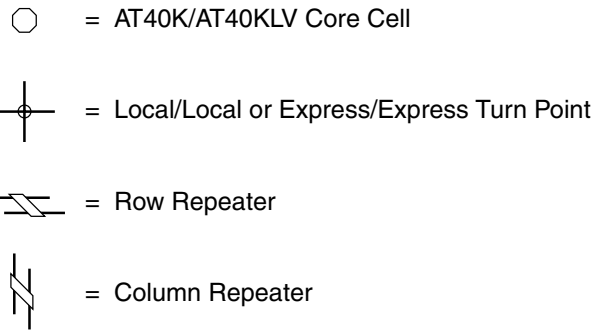 = AT40K/AT40KLV Core Cell
= Local/Local or Express/Express Turn Point
= Row Repeater
= Column Repeater